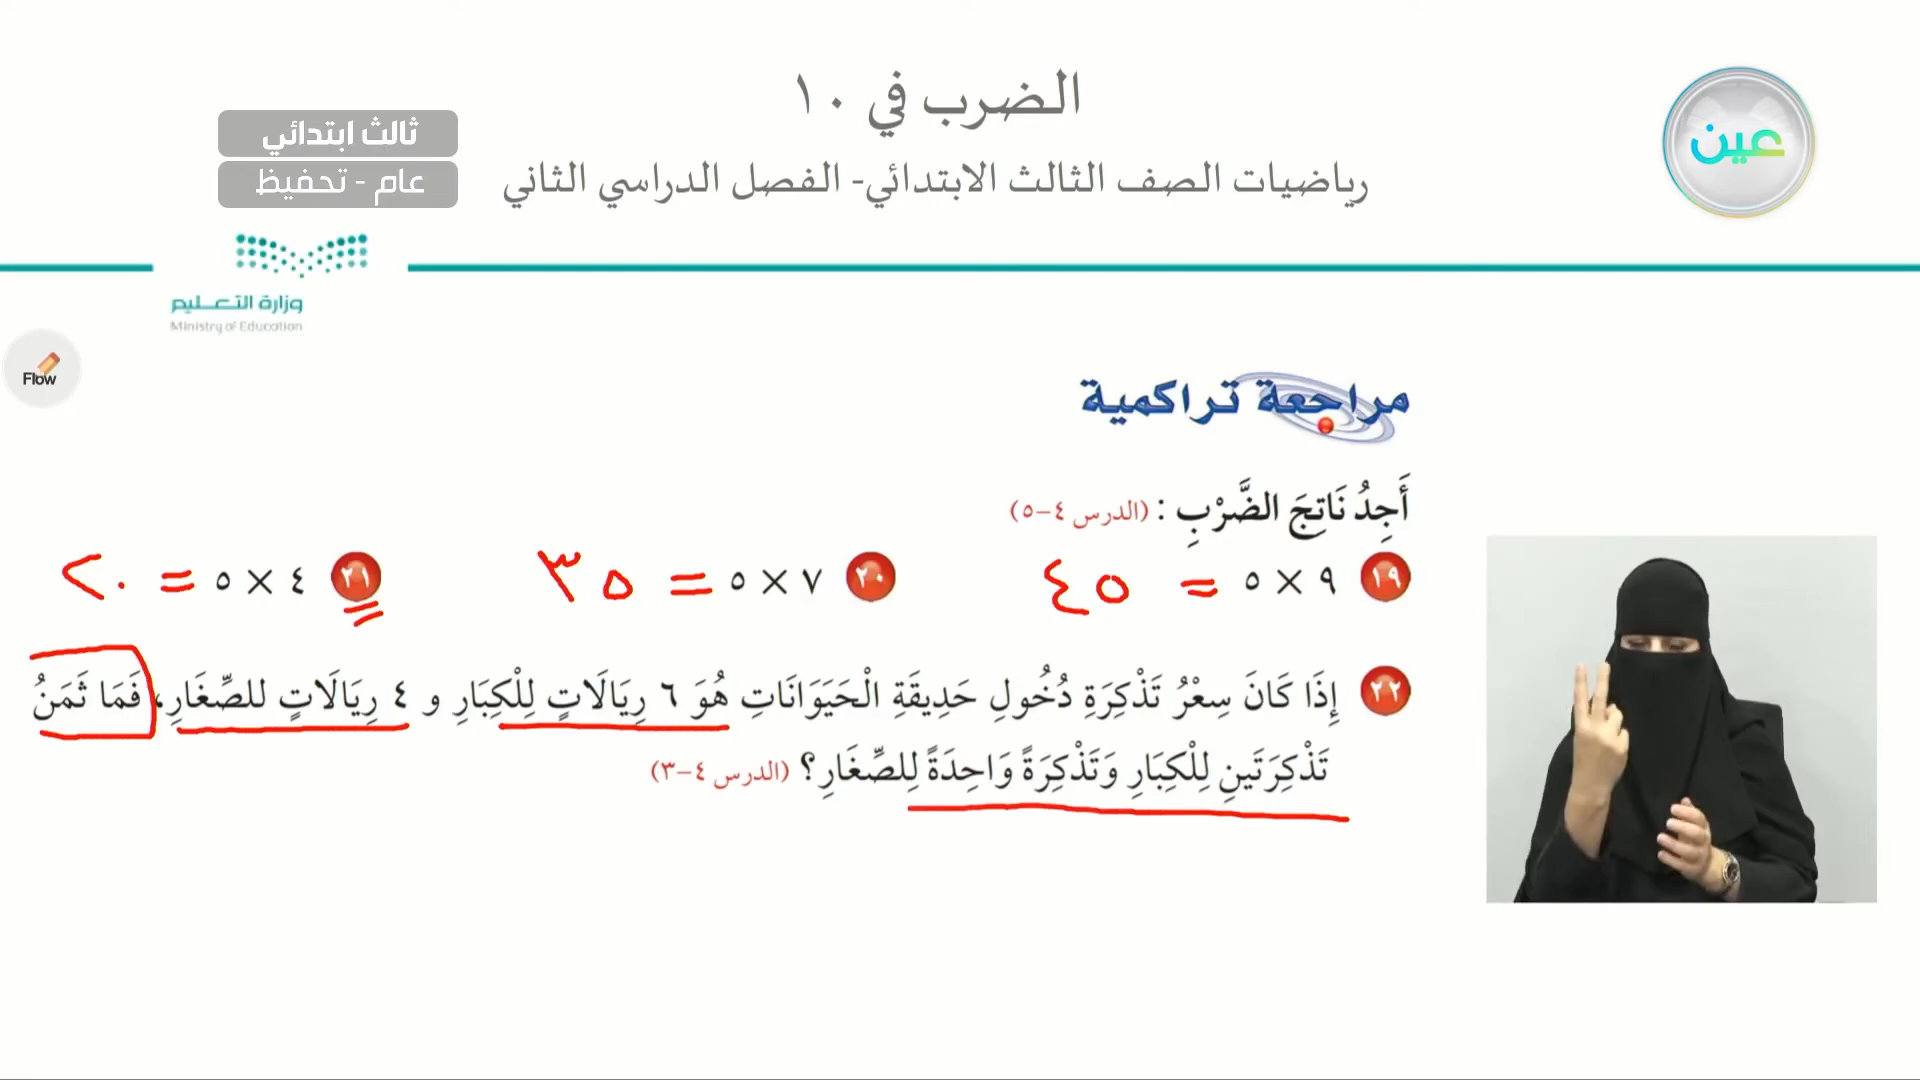 الضرب في ١٠
رياضيات الصف الثالث الابتدائي- الفصل الدراسي الثاني
ثالث ابتدائي
عام - تحفيظ
عين
وزارة التعليم
Ministry of Education
Flow
مراجعة تراكمية
أَجِدُ نَاتِجَ الضَّرْبِ : (الدرس ٤-٥)
١٩ ٩ × ٥ = ٤٥
٢٠ ٧ × ٥ = ٣٥
٢١ ٤ × ٥ = ٢٠
٢٢ إِذَا كَانَ سِعْرُ تَذْكِرَةِ دُخُولِ حَدِيقَةِ الْحَيَوَانَاتِ هُوَ ٦ رِيَالَاتٍ لِلْكِبَارِ و ٤ رِيَالَاتٍ للصِّغَارِ، فَمَا ثَمَنُ
تَذْكِرَتَينِ لِلْكِبَارِ وَتَذْكِرَةً وَاحِدَةً لِلصِّغَارِ؟ (الدرس ٤-٣)